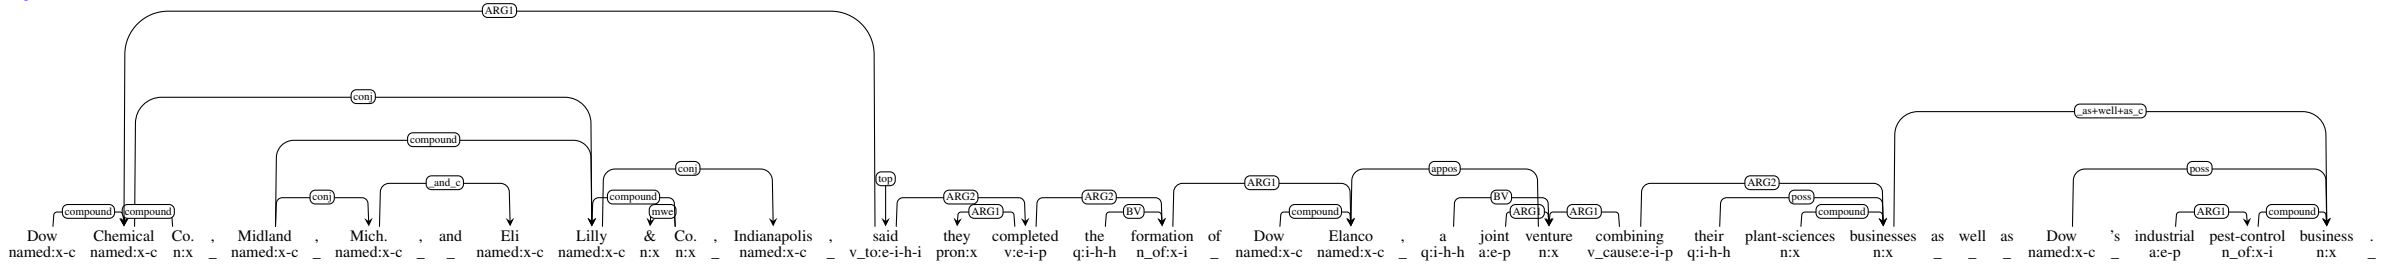 ARG1
conj
_as+well+as_c
compound
conj appos poss
top
_and_c ARG2 ARG2 ARG1 ARG2
conj compound BV poss
compound compound mwe ARG1 BV compound ARG1 ARG1 compound ARG1 compound
Dow Chemical Co. , Midland , Mich. , and Eli Lilly & Co. , Indianapolis , said they completed the formation of Dow Elanco , a joint venture combining their plant-sciences businesses as well as Dow 's industrial pest-control business .
named:x-c named:x-c n:x _ named:x-c _ named:x-c _ _ named:x-c named:x-c n:x n:x _ named:x-c _ v_to:e-i-h-i pron:x v:e-i-p q:i-h-h n_of:x-i _ named:x-c named:x-c _ q:i-h-h a:e-p n:x v_cause:e-i-p q:i-h-h n:x n:x _ _ _ named:x-c _ a:e-p n_of:x-i n:x _